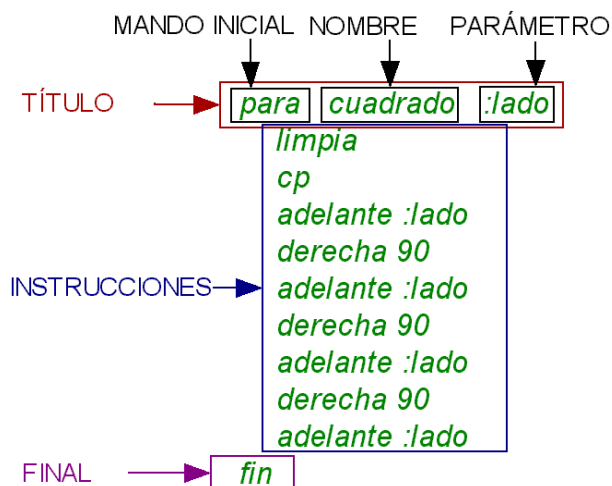 MANDO INICIAL NOMBRE PARÁMETRO
TÍTULO para cuadrado :lado
limpia
cp
adelante :lado
derecha 90
INSTRUCCIONES adelante :lado
derecha 90
adelante :lado
derecha 90
adelante :lado
FINAL fin